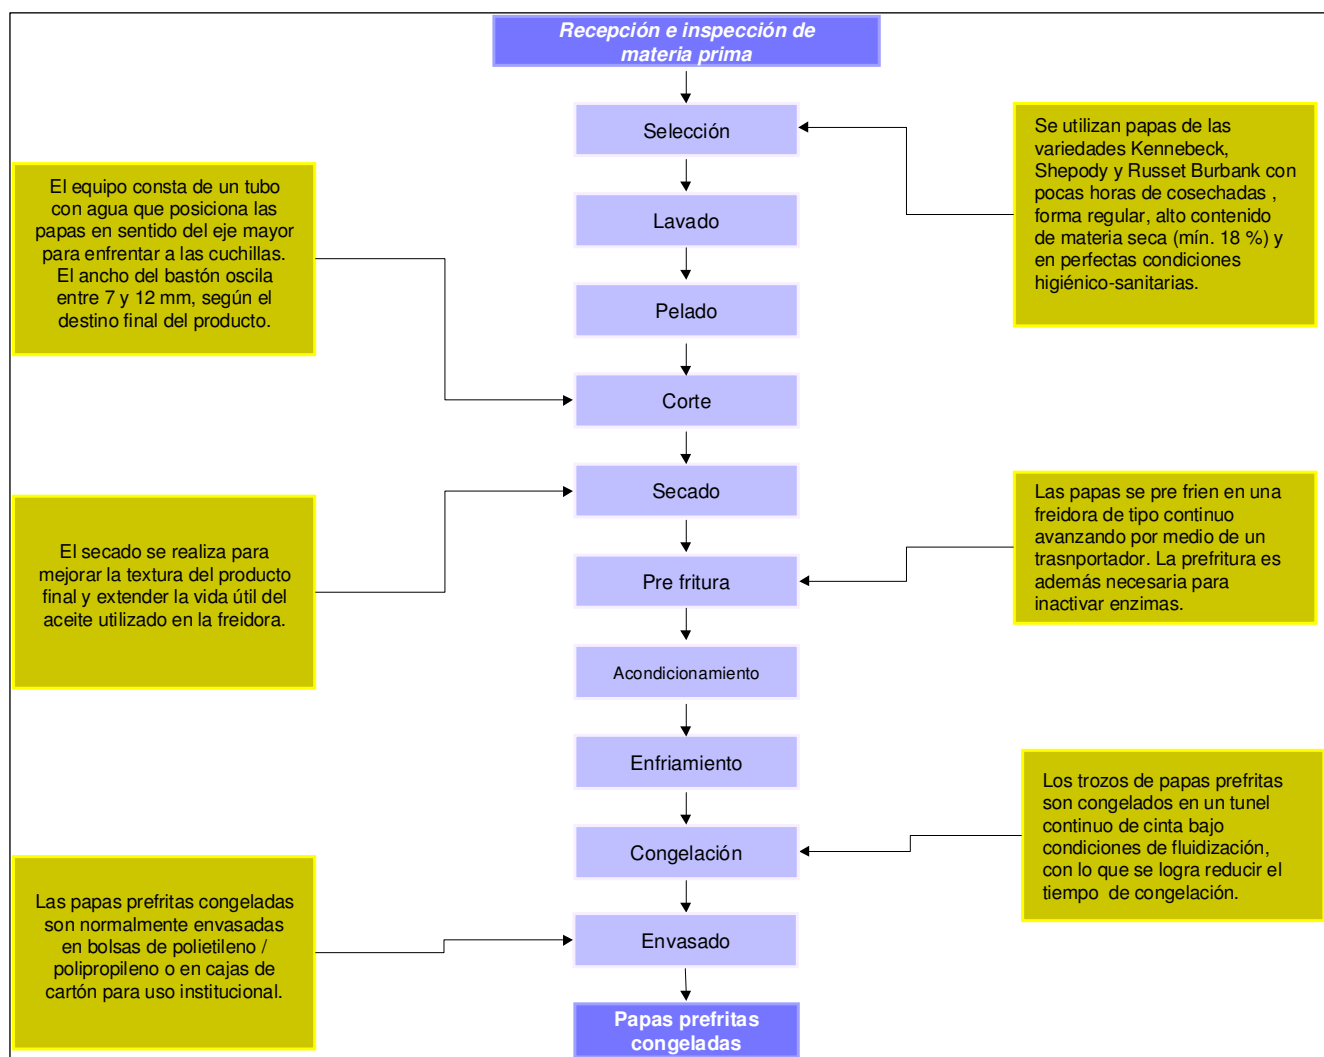 Recepción e inspección de
materia prima
Selección
Se utilizan papas de las
variedades Kennebeck,
Shepody y Russet Burbank con
pocas horas de cosechadas ,
forma regular, alto contenido
de materia seca (mín. 18 %) y
en perfectas condiciones
higiénico-sanitarias.
El equipo consta de un tubo
con agua que posiciona las
papas en sentido del eje mayor
para enfrentar a las cuchillas.
El ancho del bastón oscila
entre 7 y 12 mm, según el
destino final del producto.
Lavado
Pelado
Corte
Secado
El secado se realiza para
mejorar la textura del producto
final y extender la vida útil del
aceite utilizado en la freidora.
Las papas se pre frien en una
freidora de tipo continuo
avanzando por medio de un
trasnportador. La prefritura es
además necesaria para
inactivar enzimas.
Pre fritura
Acondicionamiento
Enfriamiento
Los trozos de papas prefritas
son congelados en un tunel
continuo de cinta bajo
condiciones de fluidización,
con lo que se logra reducir el
tiempo de congelación.
Congelación
Las papas prefritas congeladas
son normalmente envasadas
en bolsas de polietileno /
polipropileno o en cajas de
cartón para uso institucional.
Envasado
Papas prefritas
congeladas